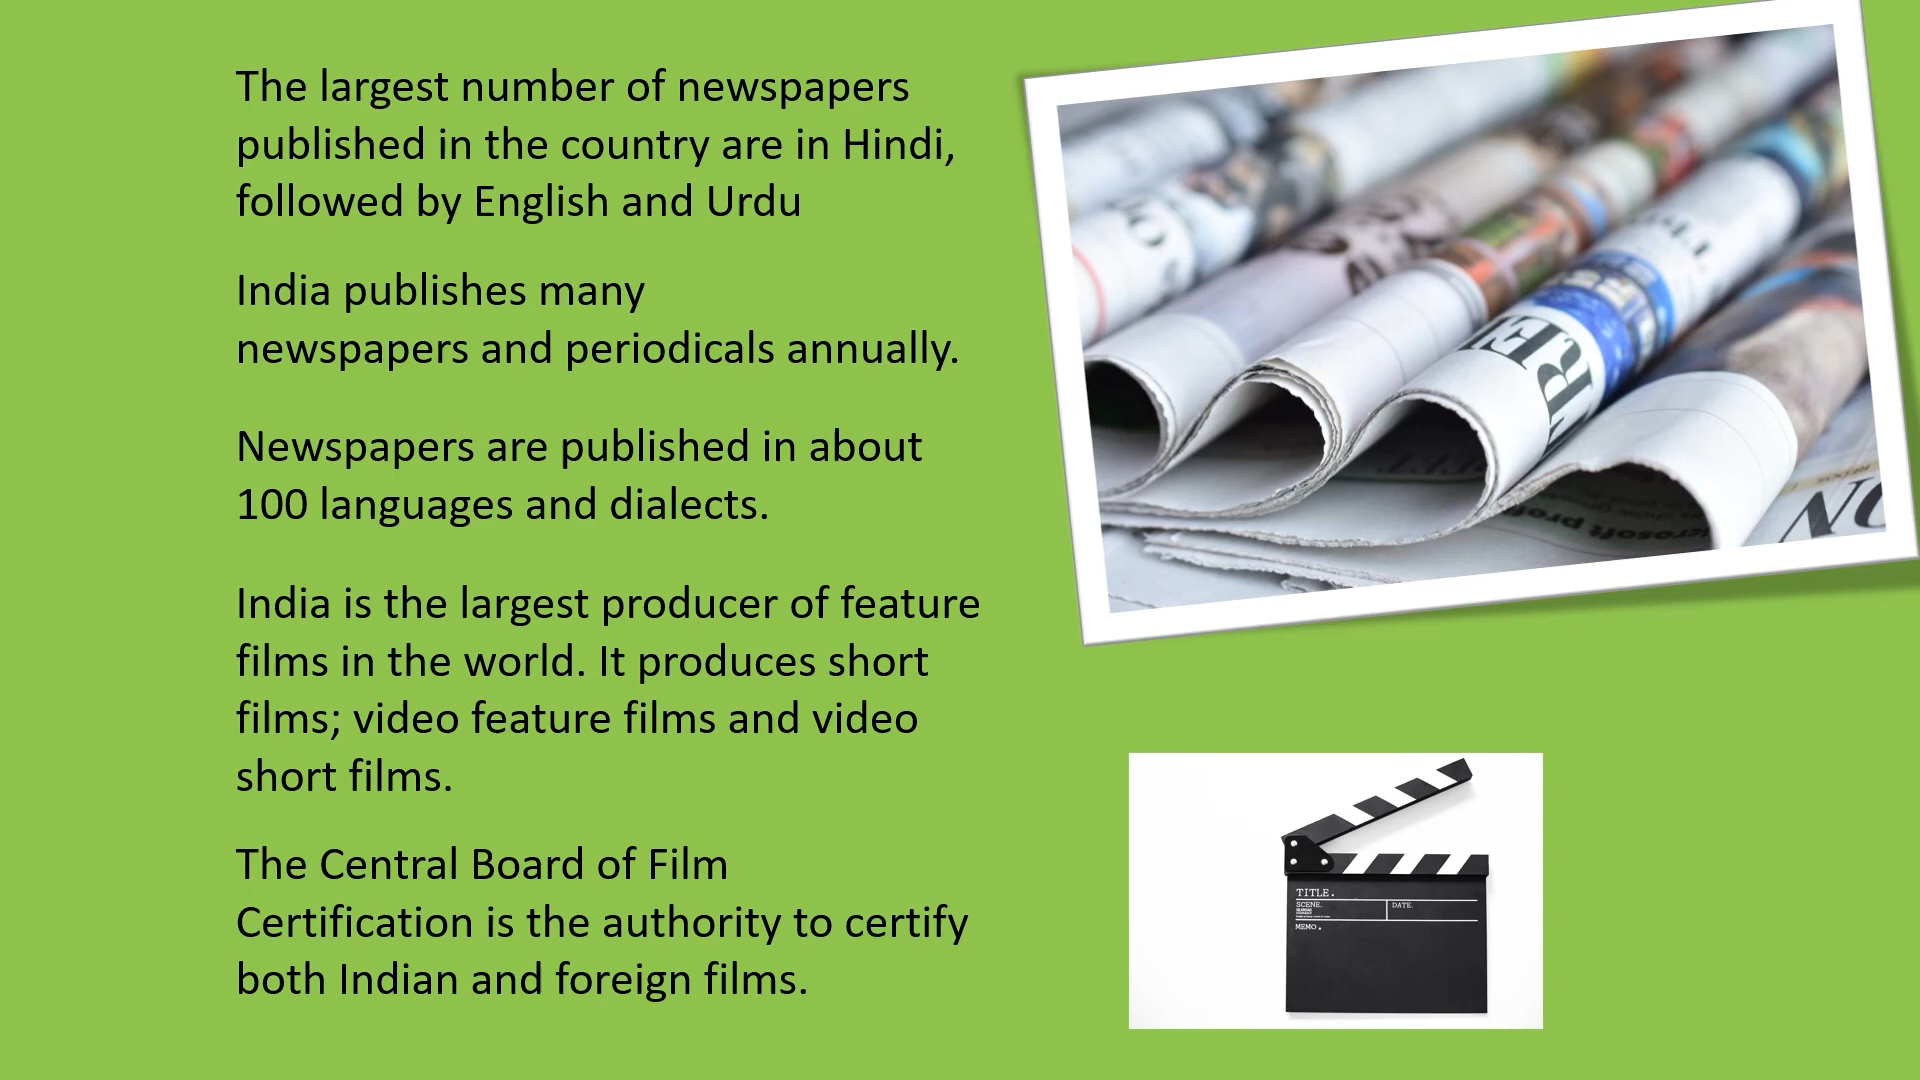 The largest number of newspapers
published in the country are in Hindi,
followed by English and Urdu
India publishes many
newspapers and periodicals annually.
Newspapers are published in about
100 languages and dialects.
India is the largest producer of feature
films in the world. It produces short
films; video feature films and video
short films.
The Central Board of Film
Certification is the authority to certify
both Indian and foreign films.
TITLE.
SCENE.
DATE.
MEMO.